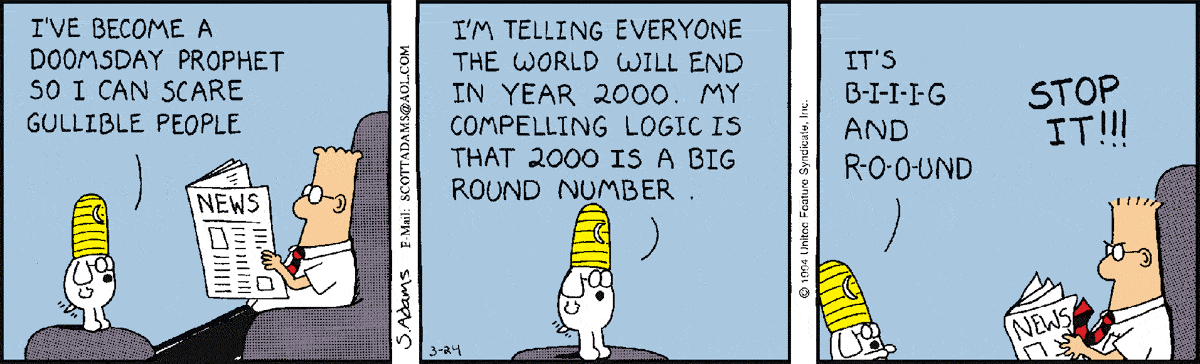 I'VE BECOME A
DOOMSDAY PROPHET
SO I CAN SCARE
GULLIBLE PEOPLE
NEWS
S.Adams E-Mail: SCOTTADAMS@AOL.COM
I'M TELLING EVERYONE
THE WORLD WILL END
IN YEAR 2000. MY
COMPELLING LOGIC IS
THAT 2000 IS A BIG
ROUND NUMBER.
3-24
© 1994 United Feature Syndicate, Inc.
IT'S
B-I-I-I-G
AND
R-O-O-UND
STOP
IT!!!
NEWS